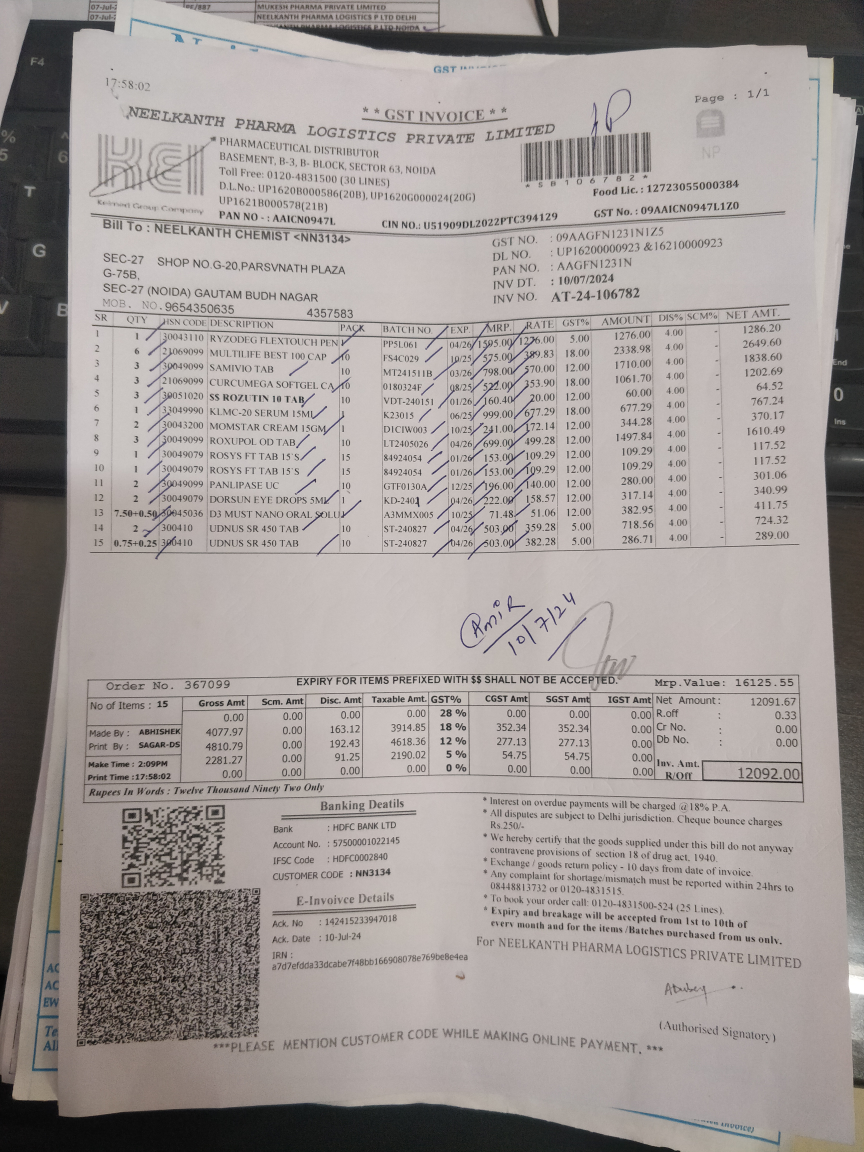 07-Jul-2 MUKESH PHARMA PRIVATE LIMITED
07-Jul- NEELKANTH PHARMA LOGISTICS P LTD DELHI
NEELKANTH PHARMA LOGISTICS P LTD NOIDA
17:58:02
* * GST INVOICE * *
Page : 1/1
NEELKANTH PHARMA LOGISTICS PRIVATE LIMITED
KEI
Keimed Group Company
NP
PHARMACEUTICAL DISTRIBUTOR
BASEMENT, B-3, B- BLOCK, SECTOR 63, NOIDA
Toll Free: 0120-4831500 (30 LINES)
D.L.No.: UP1620B000586(20B), UP1620G000024(20G)
UP1621B000578(21B)
PAN NO - : AAICN0947L
CIN NO.: U51909DL2022PTC394129
*58106782*
Food Lic. : 12723055000384
GST No. : 09AAICN0947L1Z0
Bill To : NEELKANTH CHEMIST <NN3134>
SEC-27 SHOP NO.G-20,PARSVNATH PLAZA
G-75B,
SEC-27 (NOIDA) GAUTAM BUDH NAGAR
MOB. NO.9654350635 4357583
GST NO. : 09AAGFN1231N1Z5
DL NO. : UP16200000923 &16210000923
PAN NO. : AAGFN1231N
INV DT. : 10/07/2024
INV NO. AT-24-106782
SR QTY HSN CODE DESCRIPTION PACK BATCH NO. EXP. MRP. RATE GST% AMOUNT DIS% SCM% NET AMT.
1 1 30043110 RYZODEG FLEXTOUCH PEN 1 PP5L061 04/26 1595.00 1276.00 5.00 1276.00 4.00 - 1286.20
2 6 21069099 MULTILIFE BEST 100 CAP 10 FS4C029 10/25 575.00 389.83 18.00 2338.98 4.00 - 2649.60
3 3 30049099 SAMIVIO TAB 10 MT241511B 03/26 798.00 570.00 12.00 1710.00 4.00 - 1838.60
4 3 21069099 CURCUMEGA SOFTGEL CA 10 0180324F 08/25 522.00 353.90 18.00 1061.70 4.00 - 1202.69
5 3 30051020 $$ ROZUTIN 10 TAB 10 VDT-240151 01/26 160.40 20.00 12.00 60.00 4.00 - 64.52
6 1 33049990 KLMC-20 SERUM 15ML 1 K23015 06/25 999.00 677.29 18.00 677.29 4.00 - 767.24
7 2 30043200 MOMSTAR CREAM 15GM 1 D1CIW003 10/25 241.00 172.14 12.00 344.28 4.00 - 370.17
8 3 30049099 ROXUPOL OD TAB 10 LT2405026 04/26 699.00 499.28 12.00 1497.84 4.00 - 1610.49
9 1 30049079 ROSYS FT TAB 15`S 15 84924054 01/26 153.00 109.29 12.00 109.29 4.00 - 117.52
10 1 30049079 ROSYS FT TAB 15`S 15 84924054 01/26 153.00 109.29 12.00 109.29 4.00 - 117.52
11 2 30049099 PANLIPASE UC 10 GTF0130A 12/25 196.00 140.00 12.00 280.00 4.00 - 301.06
12 2 30049079 DORSUN EYE DROPS 5ML 1 KD-2402 04/26 222.00 158.57 12.00 317.14 4.00 - 340.99
13 7.50+0.50 30045036 D3 MUST NANO ORAL SOLU 1 A3MMX005 10/25 71.48 51.06 12.00 382.95 4.00 - 411.75
14 2 300410 UDNUS SR 450 TAB 10 ST-240827 04/26 503.00 359.28 5.00 718.56 4.00 - 724.32
15 0.75+0.25 300410 UDNUS SR 450 TAB 10 ST-240827 04/26 503.00 382.28 5.00 286.71 4.00 - 289.00
Amir
10/7/24
Order No. 367099 EXPIRY FOR ITEMS PREFIXED WITH $$ SHALL NOT BE ACCEPTED. Mrp.Value: 16125.55
No of Items : 15
Made By : ABHISHEK
Print By : SAGAR-DS
Make Time : 2:09PM
Print Time :17:58:02
Gross Amt Scm. Amt Disc. Amt Taxable Amt. GST% CGST Amt SGST Amt IGST Amt
0.00 0.00 0.00 0.00 28 % 0.00 0.00 0.00
4077.97 0.00 163.12 3914.85 18 % 352.34 352.34 0.00
4810.79 0.00 192.43 4618.36 12 % 277.13 277.13 0.00
2281.27 0.00 91.25 2190.02 5 % 54.75 54.75 0.00
0.00 0.00 0.00 0.00 0 % 0.00 0.00 0.00
Net Amount : 12091.67
R.off : 0.33
Cr No. : 0.00
Db No. : 0.00
Inv. Amt. R/Off 12092.00
Rupees In Words : Twelve Thousand Ninety Two Only
Banking Deatils
Bank : HDFC BANK LTD
Account No. : 57500001022145
IFSC Code : HDFC0002840
CUSTOMER CODE : NN3134
E-Invoivce Details
Ack. No : 142415233947018
Ack. Date : 10-Jul-24
IRN :
a7d7efdda33dcabe7f48bb166908078e769be8e4ea
* Interest on overdue payments will be charged @18% P.A.
* All disputes are subject to Delhi jurisdiction. Cheque bounce charges
Rs.250/-
* We hereby certify that the goods supplied under this bill do not anyway
contravene provisions of section 18 of drug act, 1940.
* Exchange / goods return policy - 10 days from date of invoice.
* Any complaint for shortage/mismatch must be reported within 24hrs to
08448813732 or 0120-4831515.
* To book your order call: 0120-4831500-524 (25 Lines).
* Expiry and breakage will be accepted from 1st to 10th of
every month and for the items /Batches purchased from us only.
For NEELKANTH PHARMA LOGISTICS PRIVATE LIMITED
(Authorised Signatory)
***PLEASE MENTION CUSTOMER CODE WHILE MAKING ONLINE PAYMENT. ***